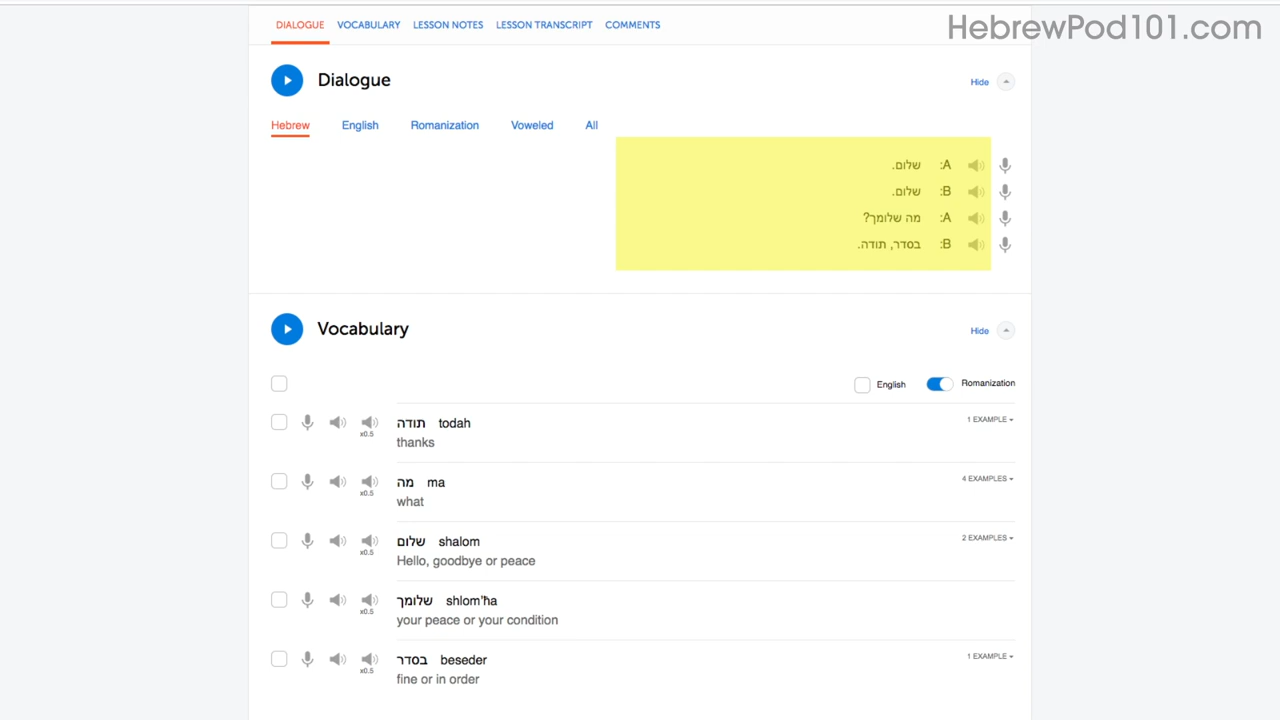 DIALOGUE VOCABULARY LESSON NOTES LESSON TRANSCRIPT COMMENTS
HebrewPod101.com
Dialogue
Hide
Hebrew English Romanization Voweled All
A: שלום.
B: שלום.
A: מה שלומך?
B: בסדר, תודה.
Vocabulary
Hide
English Romanization
תודה todah
1 EXAMPLE
x0.5
thanks
מה ma
4 EXAMPLES
x0.5
what
שלום shalom
2 EXAMPLES
x0.5
Hello, goodbye or peace
שלומך shlom'ħa
x0.5
your peace or your condition
בסדר beseder
1 EXAMPLE
x0.5
fine or in order